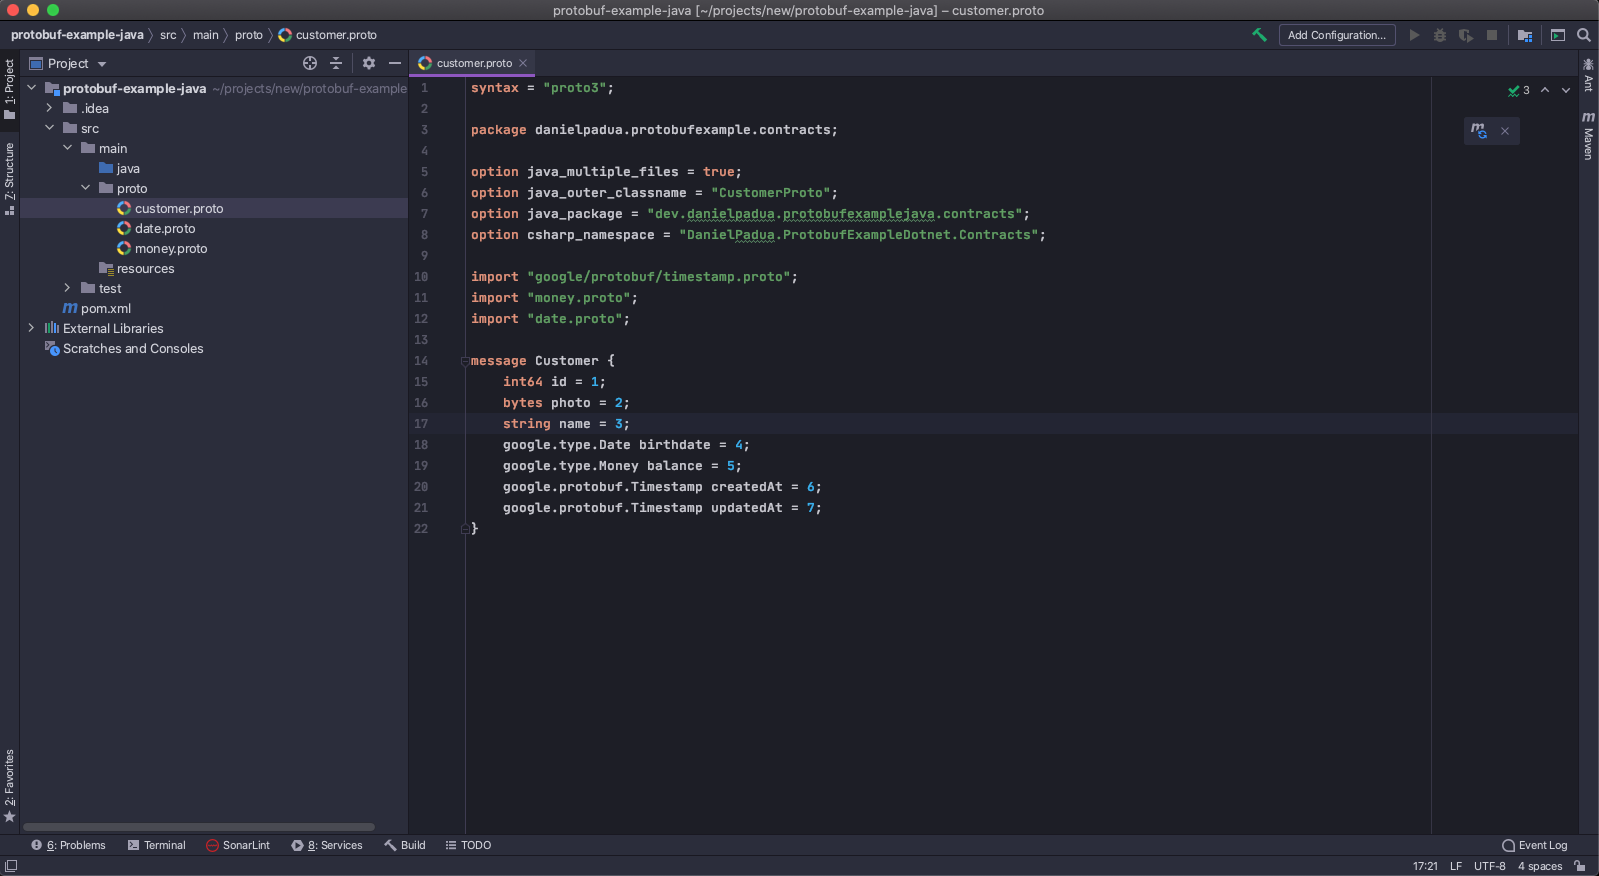 protobuf-example-java [~/projects/new/protobuf-example-java] – customer.proto
protobuf-example-java src main proto customer.proto
Add Configuration...
1: Project
7: Structure
2: Favorites
Project
protobuf-example-java ~/projects/new/protobuf-example
.idea
src
main
java
proto
customer.proto
date.proto
money.proto
resources
test
pom.xml
External Libraries
Scratches and Consoles
customer.proto
1 syntax = "proto3";
2
3 package danielpadua.protobufexample.contracts;
4
5 option java_multiple_files = true;
6 option java_outer_classname = "CustomerProto";
7 option java_package = "dev.danielpadua.protobufexamplejava.contracts";
8 option csharp_namespace = "DanielPadua.ProtobufExampleDotnet.Contracts";
9
10 import "google/protobuf/timestamp.proto";
11 import "money.proto";
12 import "date.proto";
13
14 message Customer {
15 int64 id = 1;
16 bytes photo = 2;
17 string name = 3;
18 google.type.Date birthdate = 4;
19 google.type.Money balance = 5;
20 google.protobuf.Timestamp createdAt = 6;
21 google.protobuf.Timestamp updatedAt = 7;
22 }
3
Ant
m
Maven
6: Problems Terminal SonarLint 8: Services Build TODO Event Log
17:21 LF UTF-8 4 spaces